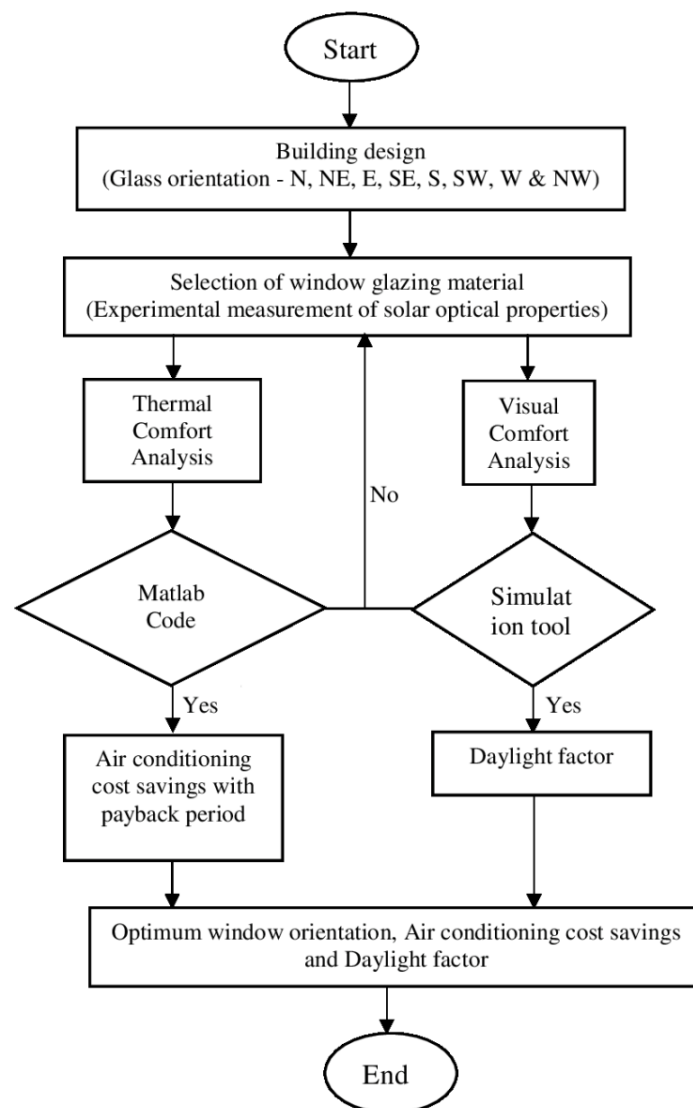 Start
Building design
(Glass orientation - N, NE, E, SE, S, SW, W & NW)
Selection of window glazing material
(Experimental measurement of solar optical properties)
Thermal
Comfort
Analysis
Visual
Comfort
Analysis
No
Matlab
Code
Simulat
ion tool
Yes
Yes
Air conditioning
cost savings with
payback period
Daylight factor
Optimum window orientation, Air conditioning cost savings
and Daylight factor
End